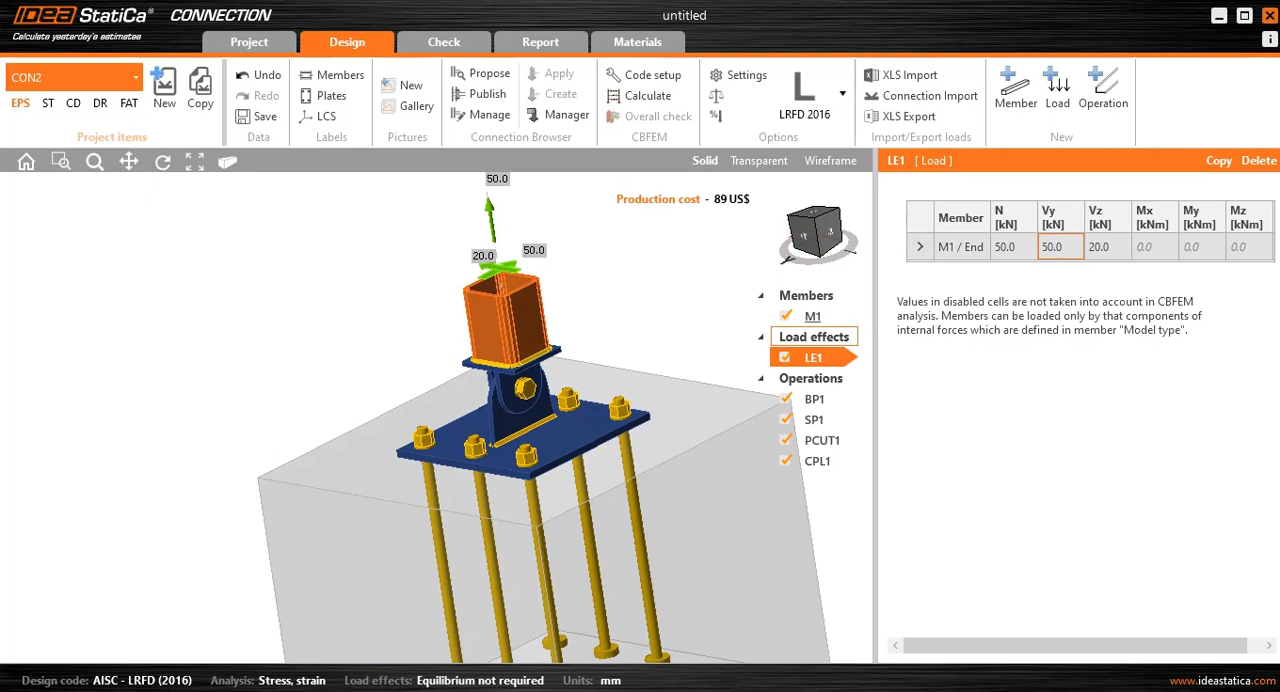 IDEA StatiCa® CONNECTION
Calculate yesterday's estimates
untitled
Project
Design
Check
Report
Materials
CON2
EPS ST CD DR FAT
New
Copy
Project items
Undo
Redo
Save
Data
Members
Plates
LCS
Labels
New
Gallery
Pictures
Propose
Publish
Manage
Apply
Create
Manager
Connection Browser
Code setup
Calculate
Overall check
CBFEM
Settings
LRFD 2016
Options
XLS Import
Connection Import
XLS Export
Import/Export loads
Member
Load
Operation
New
Solid Transparent Wireframe
LE1 [ Load ] Copy Delete
50.0
20.0
50.0
Production cost - 89 US$
Members
M1
Load effects
LE1
Operations
BP1
SP1
PCUT1
CPL1
Member N [kN] Vy [kN] Vz [kN] Mx [kNm] My [kNm] Mz [kNm]
M1 / End 50.0 50.0 20.0 0.0 0.0 0.0
Values in disabled cells are not taken into account in CBFEM
analysis. Members can be loaded only by that components of
internal forces which are defined in member "Model type".
Design code: AISC - LRFD (2016) Analysis: Stress, strain Load effects: Equilibrium not required Units: mm
www.ideastatica.com